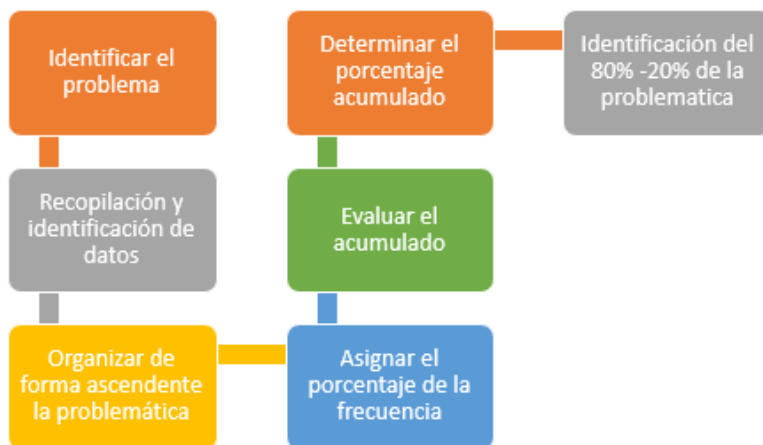 Identificar el
problema
Recopilación y
identificación de
datos
Organizar de
forma ascendente
la problemática
Asignar el
porcentaje de la
frecuencia
Evaluar el
acumulado
Determinar el
porcentaje
acumulado
Identificación del
80% -20% de la
problematica